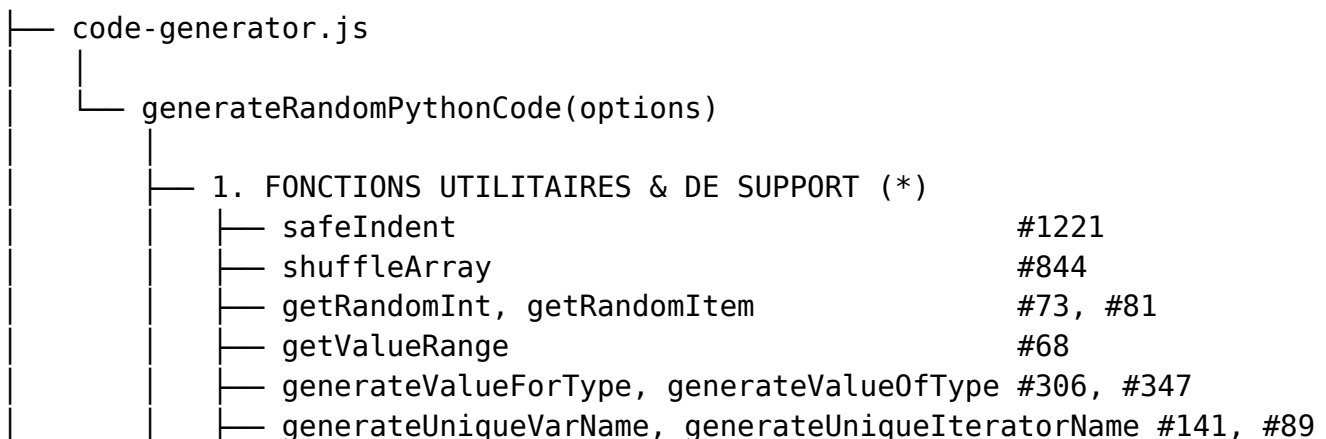 ├── code-generator.js
│   │
│   └── generateRandomPythonCode(options)
│       │
│       ├── 1. FONCTIONS UTILITAIRES & DE SUPPORT (*)
│       │   ├── safeIndent                                #1221
│       │   ├── shuffleArray                              #844
│       │   ├── getRandomInt, getRandomItem               #73, #81
│       │   ├── getValueRange                             #68
│       │   ├── generateValueForType, generateValueOfType #306, #347
│       │   ├── generateUniqueVarName, generateUniqueIteratorName #141, #89